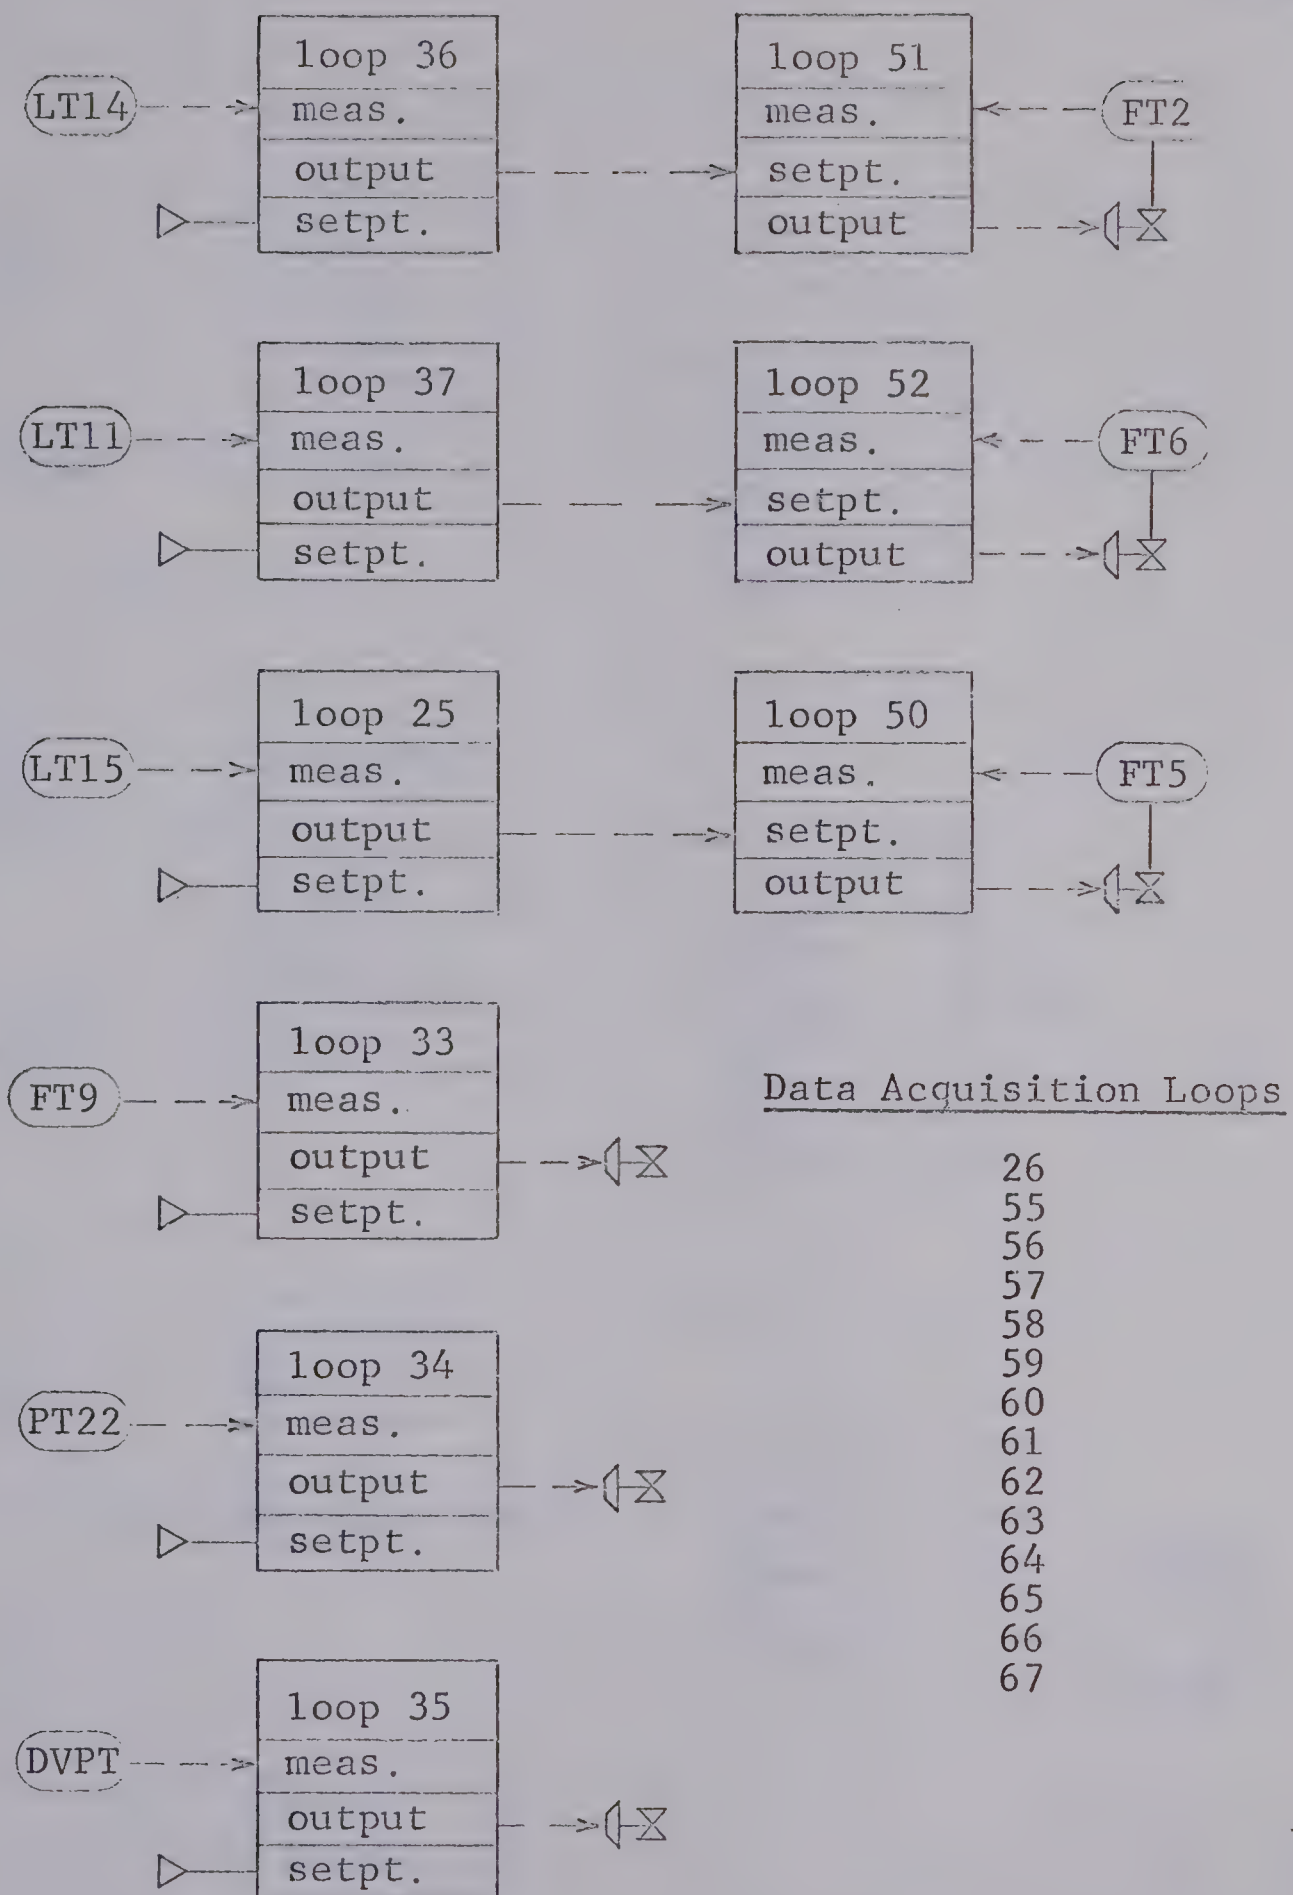 loop 36
LT14
meas.
output
setpt.
loop 51
meas.
setpt.
output
FT2
loop 37
LT11
meas.
output
setpt.
loop 52
meas.
setpt.
output
FT6
loop 25
LT15
meas.
output
setpt.
loop 50
meas.
setpt.
output
FT5
loop 33
FT9
meas.
output
setpt.
loop 34
PT22
meas.
output
setpt.
loop 35
DVPT
meas.
output
setpt.
Data Acquisition Loops
26
55
56
57
58
59
60
61
62
63
64
65
66
67